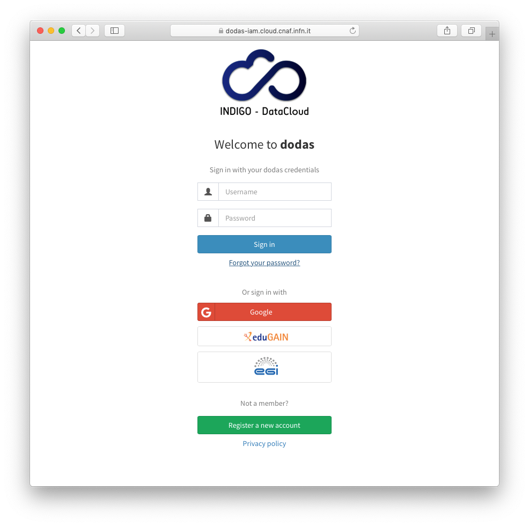 dodas-iam.cloud.cnaf.infn.it
INDIGO - DataCloud
Welcome to dodas
Sign in with your dodas credentials
Username
Password
Sign in
Forgot your password?
Or sign in with
G Google
eduGAIN
egi
Not a member?
Register a new account
Privacy policy